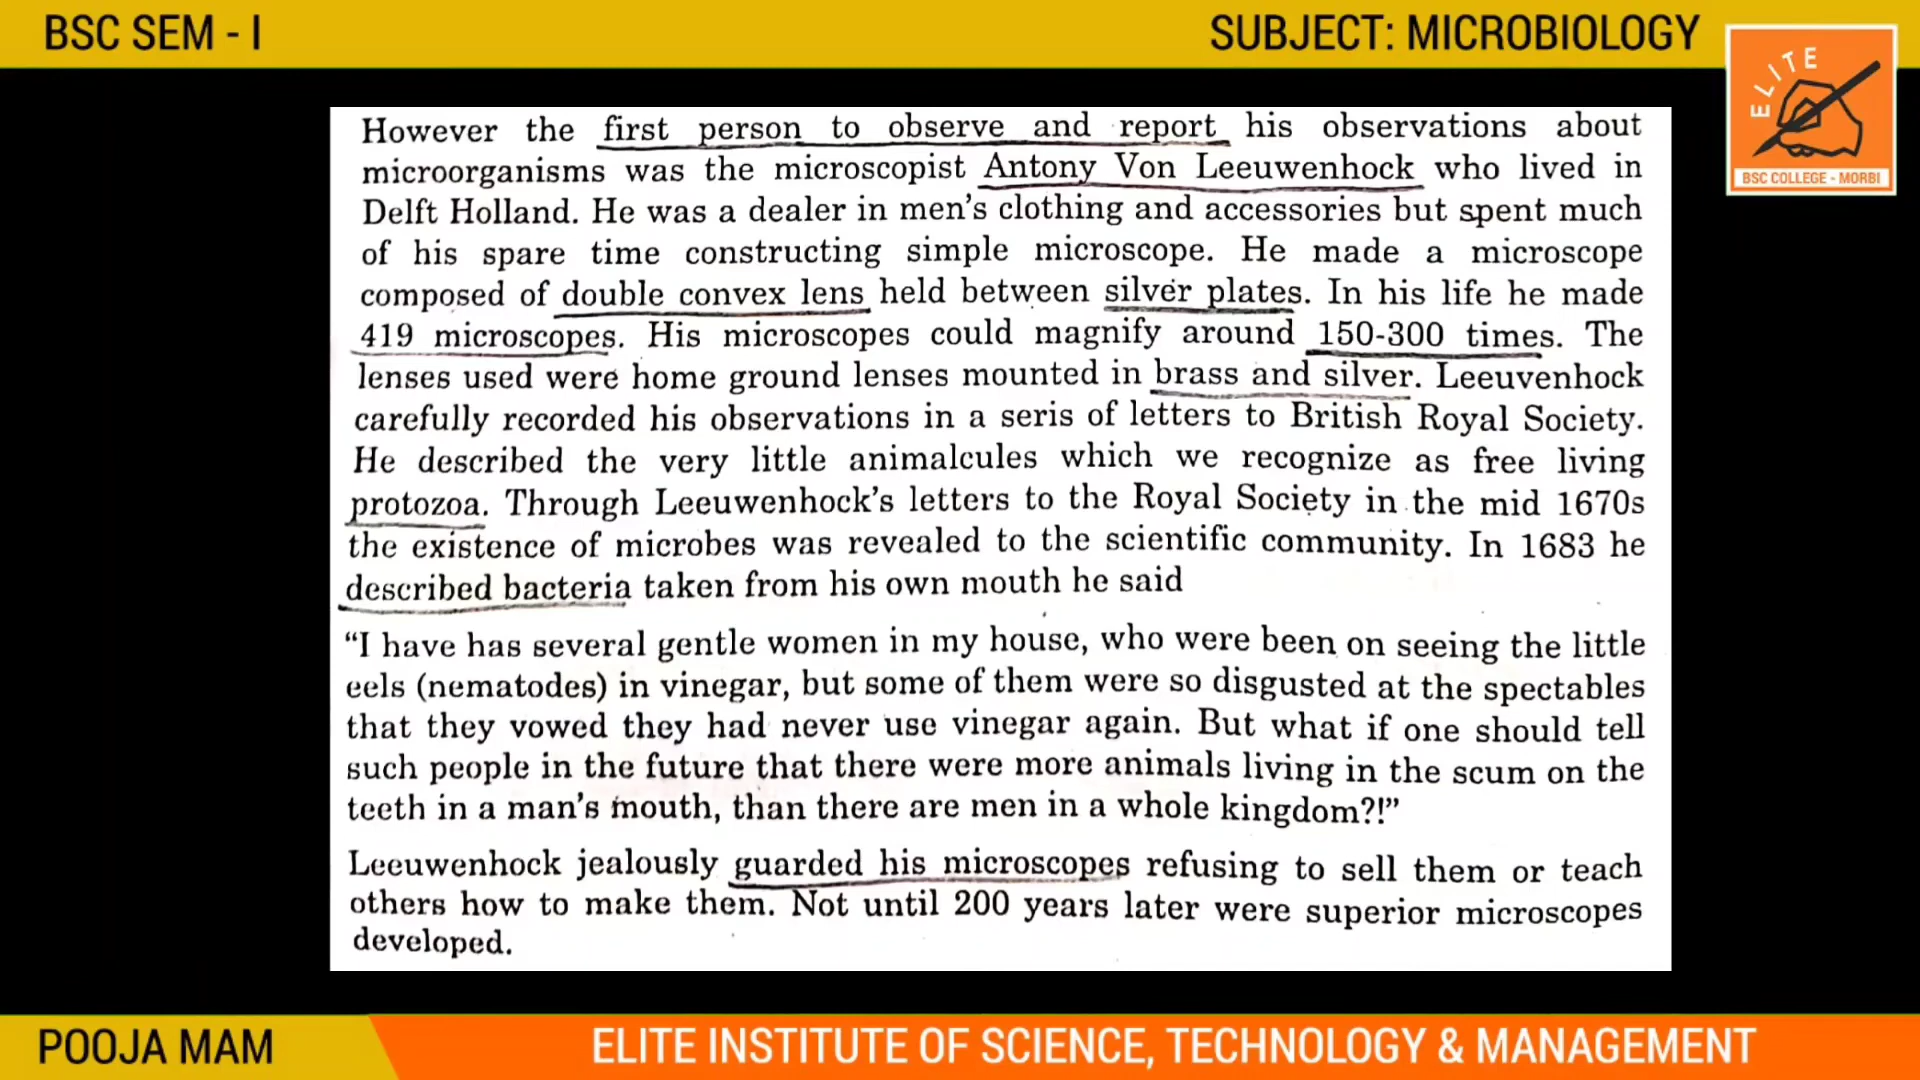 BSC SEM - I
SUBJECT: MICROBIOLOGY
ELITE
BSC COLLEGE - MORBI
However the first person to observe and report his observations about
microorganisms was the microscopist Antony Von Leeuwenhock who lived in
Delft Holland. He was a dealer in men's clothing and accessories but spent much
of his spare time constructing simple microscope. He made a microscope
composed of double convex lens held between silver plates. In his life he made
419 microscopes. His microscopes could magnify around 150-300 times. The
lenses used were home ground lenses mounted in brass and silver. Leeuvenhock
carefully recorded his observations in a seris of letters to British Royal Society.
He described the very little animalcules which we recognize as free living
protozoa. Through Leeuwenhock's letters to the Royal Society in the mid 1670s
the existence of microbes was revealed to the scientific community. In 1683 he
described bacteria taken from his own mouth he said
“I have has several gentle women in my house, who were been on seeing the little
eels (nematodes) in vinegar, but some of them were so disgusted at the spectables
that they vowed they had never use vinegar again. But what if one should tell
such people in the future that there were more animals living in the scum on the
teeth in a man's mouth, than there are men in a whole kingdom?!”
Leeuwenhock jealously guarded his microscopes refusing to sell them or teach
others how to make them. Not until 200 years later were superior microscopes
developed.
POOJA MAM
ELITE INSTITUTE OF SCIENCE, TECHNOLOGY & MANAGEMENT